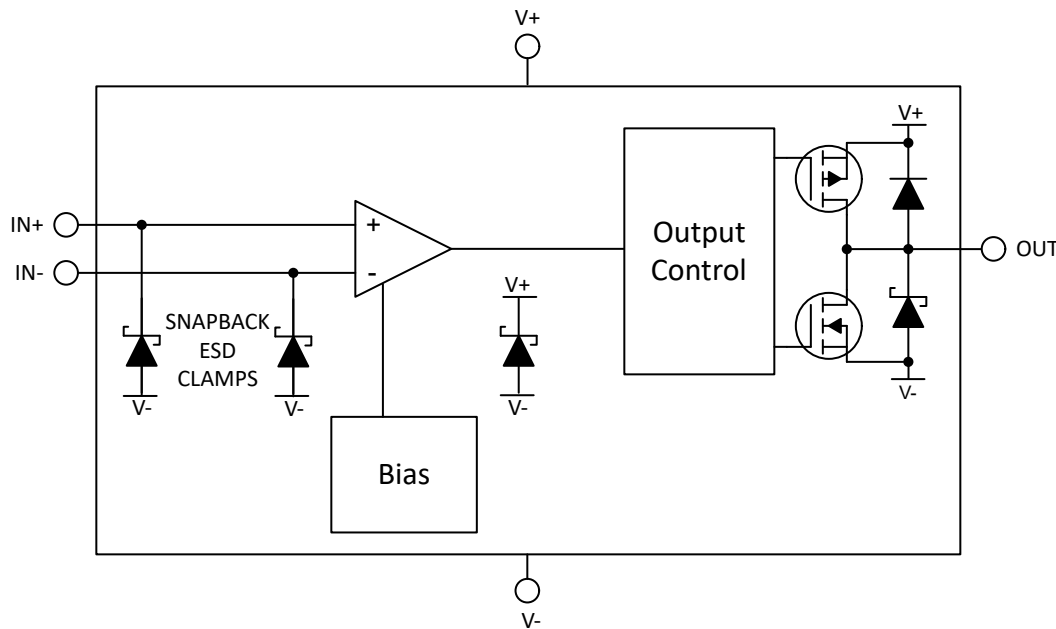 V+
IN+
IN-
+
-
SNAPBACK
ESD
CLAMPS
V-
V-
Bias
V+
V-
Output
Control
V+
V-
OUT
V-